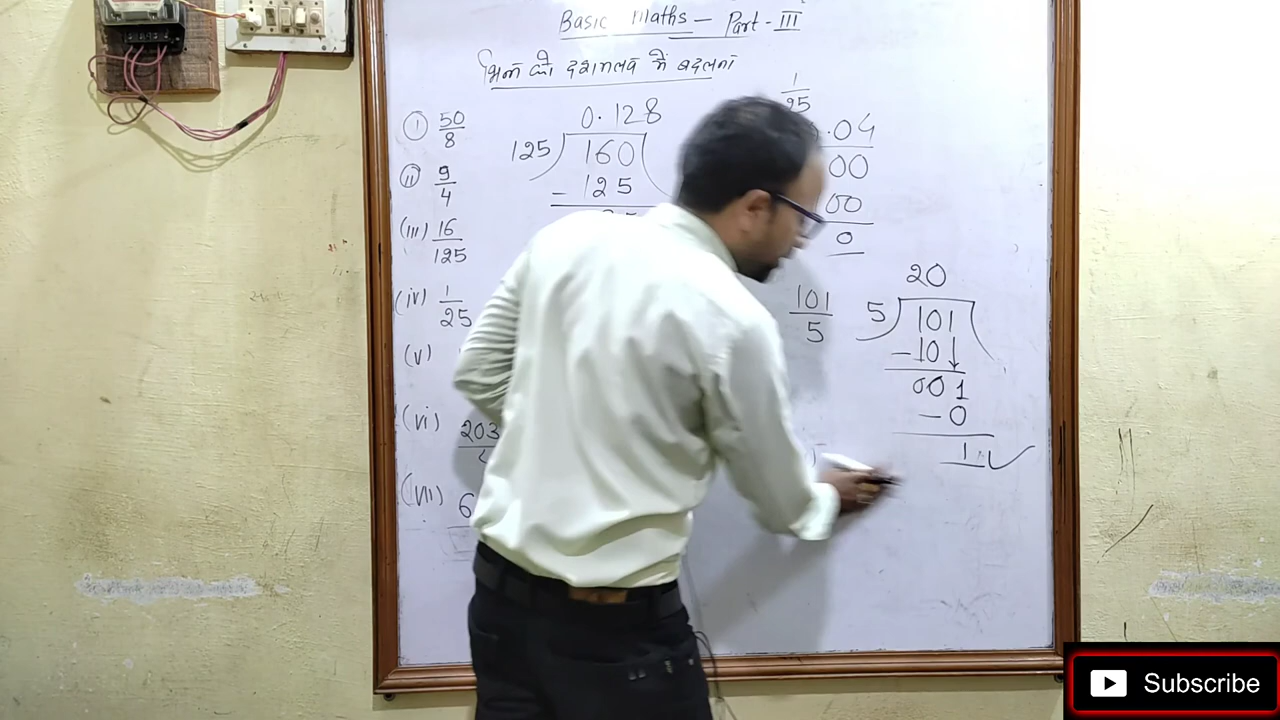 Basic Maths - Part - III
भिन्न को दशमलव में बदलना
(i) 50/8
(ii) 9/4
(iii) 16/125
(iv) 1/25
(v)
(vi) 203
(vii) 6
0.128
125) 160
- 125
1/25
.04
00
00
0
101/5
20
5) 101
- 10↓
001
- 0
1 ✓
Subscribe